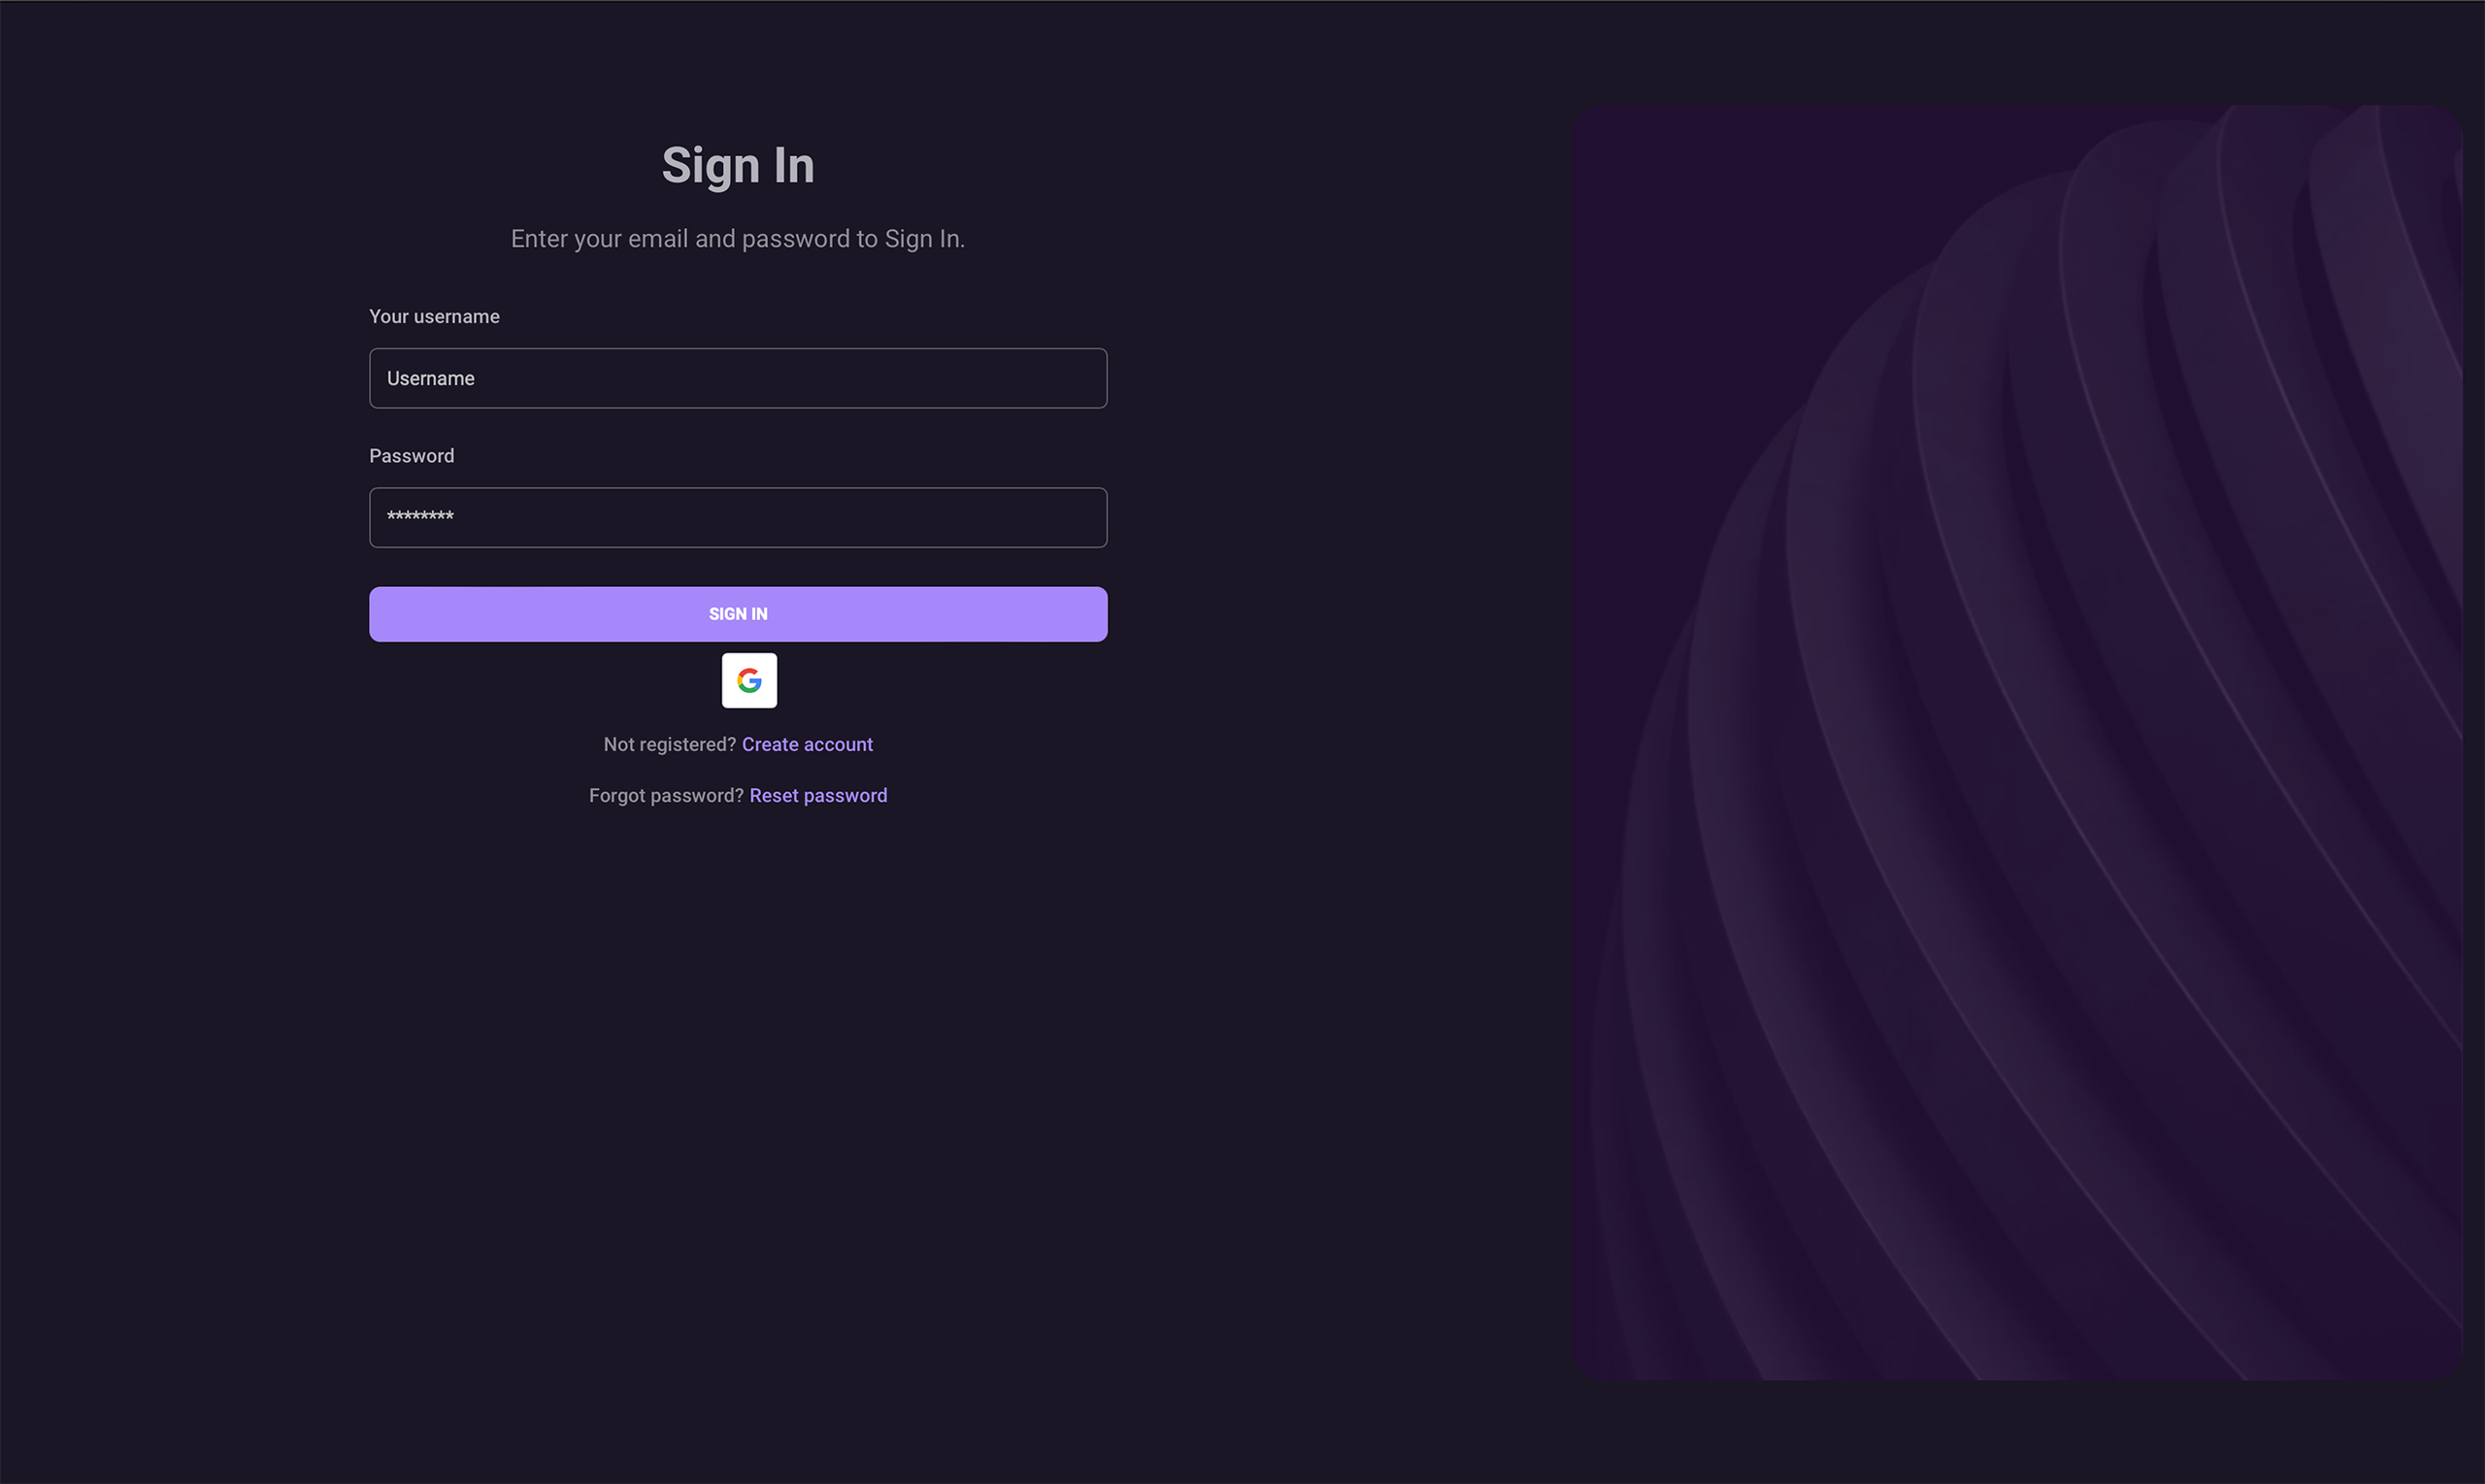 Sign In
Enter your email and password to Sign In.
Your username
Username
Password
********
SIGN IN
Not registered? Create account
Forgot password? Reset password